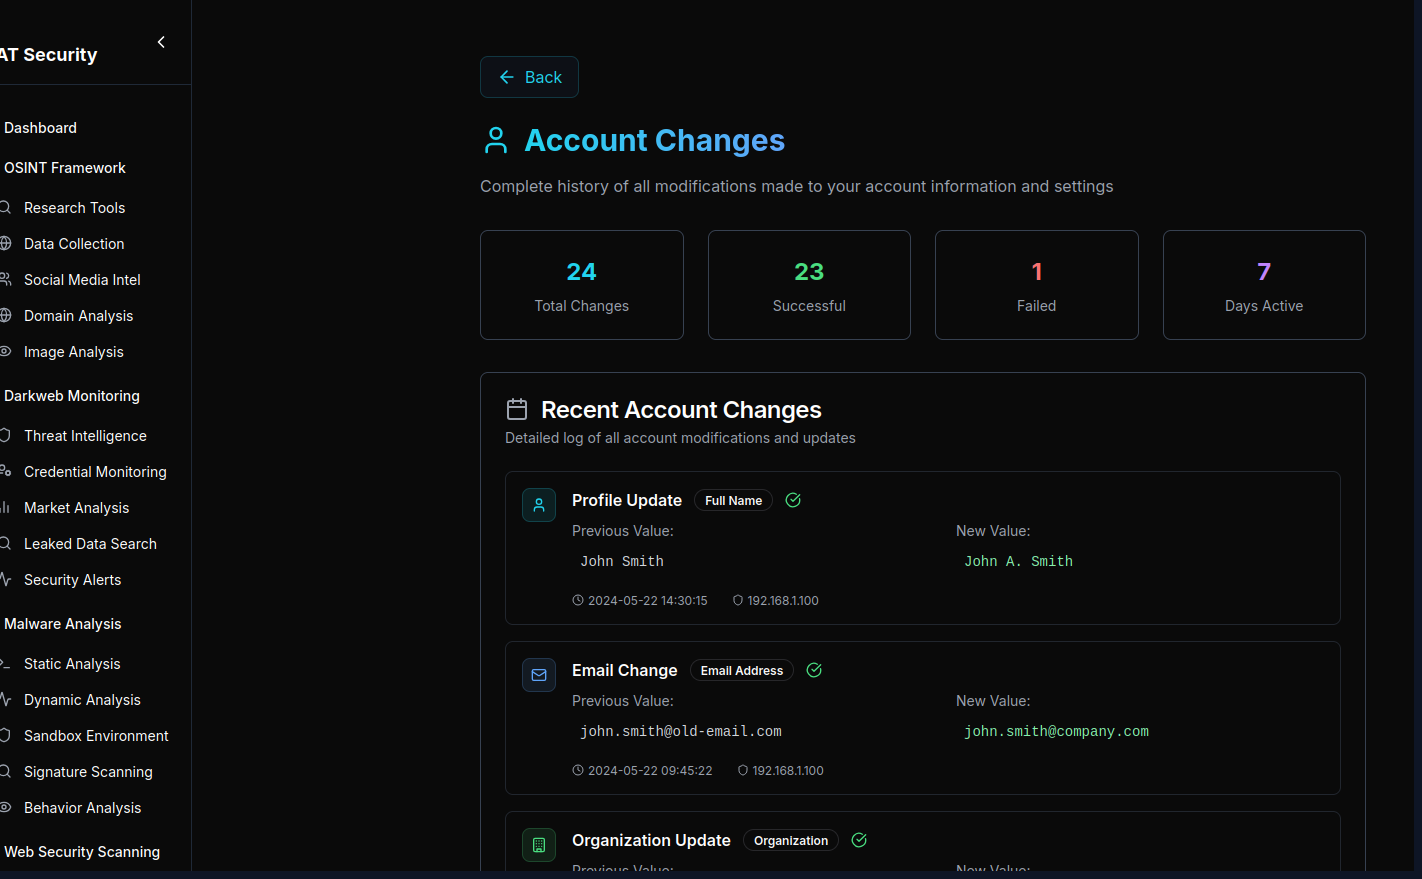 AT Security
Dashboard
OSINT Framework
Research Tools
Data Collection
Social Media Intel
Domain Analysis
Image Analysis
Darkweb Monitoring
Threat Intelligence
Credential Monitoring
Market Analysis
Leaked Data Search
Security Alerts
Malware Analysis
Static Analysis
Dynamic Analysis
Sandbox Environment
Signature Scanning
Behavior Analysis
Web Security Scanning
Back
Account Changes
Complete history of all modifications made to your account information and settings
24
Total Changes
23
Successful
1
Failed
7
Days Active
Recent Account Changes
Detailed log of all account modifications and updates
Profile Update Full Name
Previous Value: New Value:
John Smith John A. Smith
2024-05-22 14:30:15 192.168.1.100
Email Change Email Address
Previous Value: New Value:
john.smith@old-email.com john.smith@company.com
2024-05-22 09:45:22 192.168.1.100
Organization Update Organization
Previous Value: New Value: